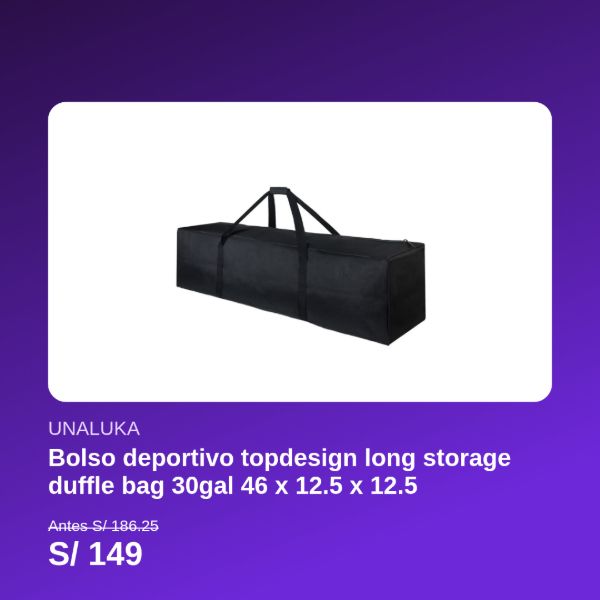 UNALUKA
Bolso deportivo topdesign long storage
duffle bag 30gal 46 x 12.5 x 12.5
Antes S/ 186.25
S/ 149